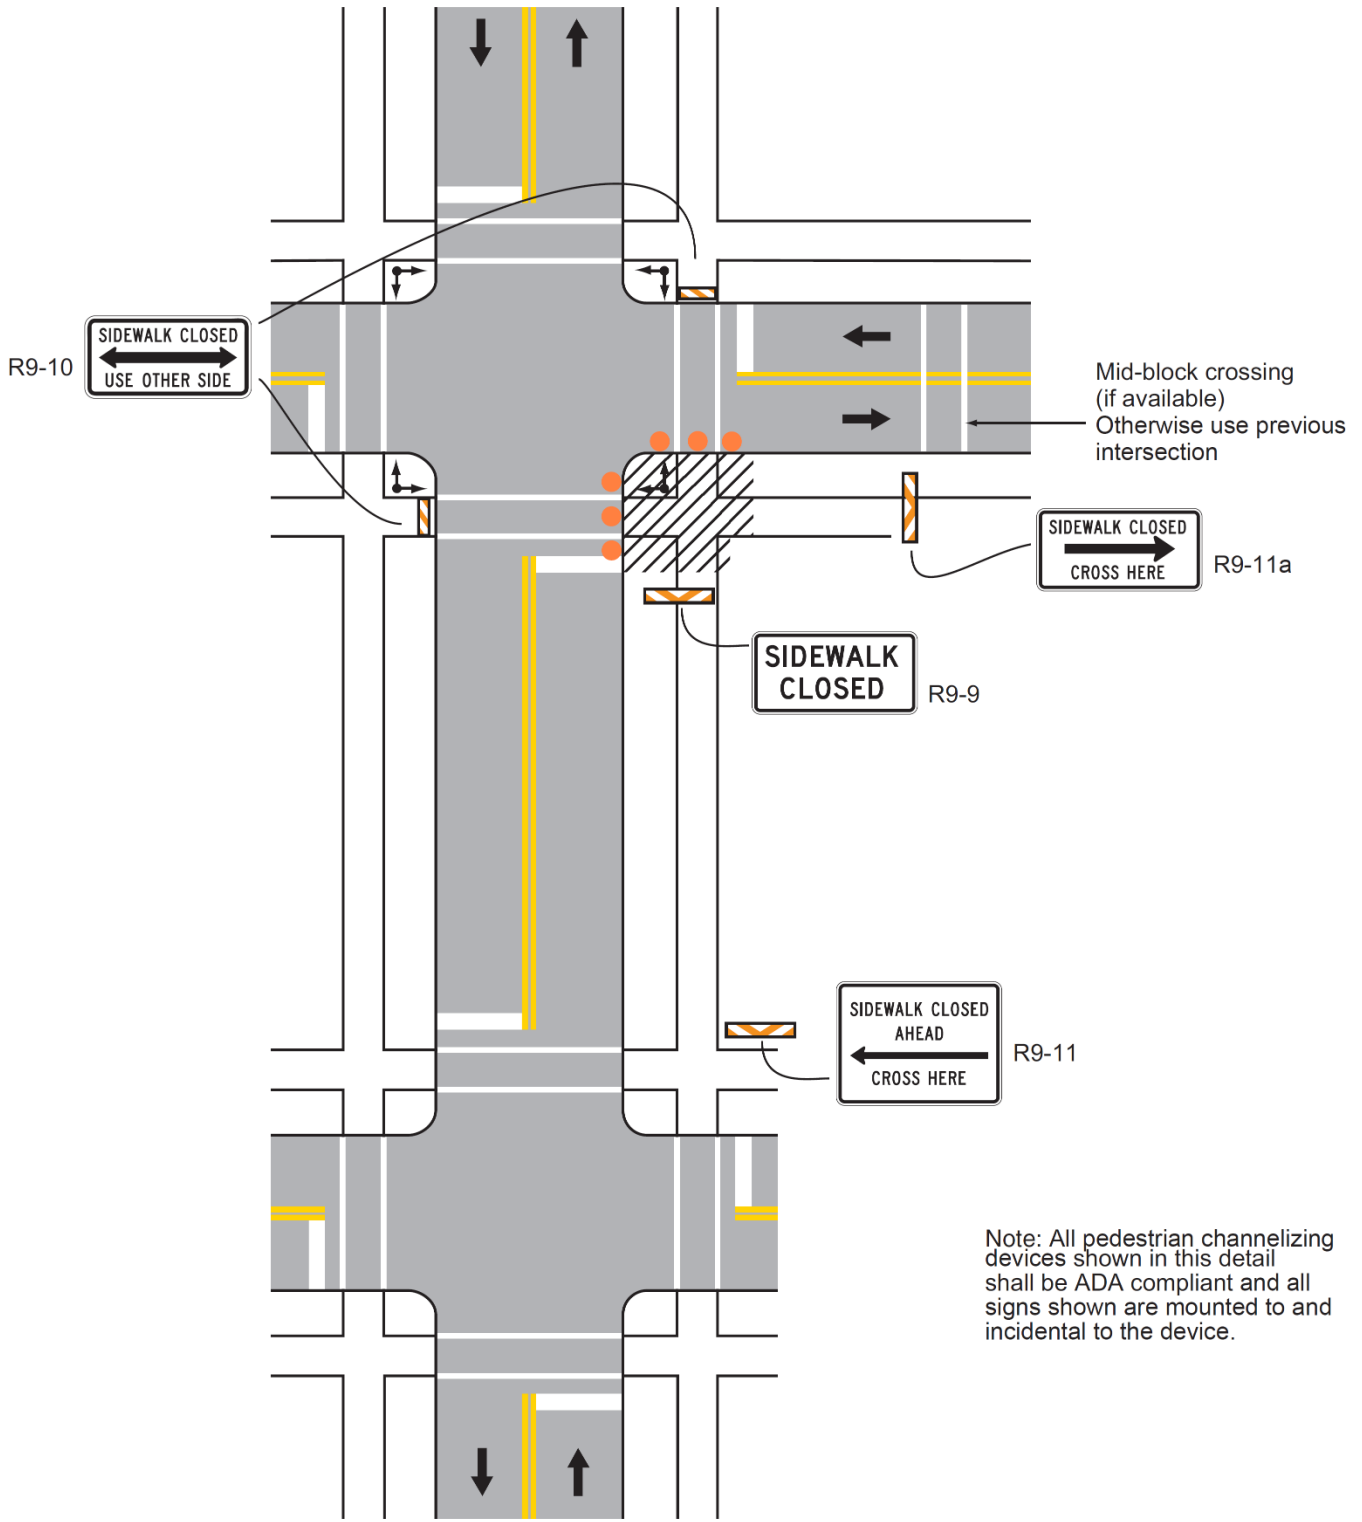 R9-10
SIDEWALK CLOSED
USE OTHER SIDE
Mid-block crossing
(if available)
Otherwise use previous
intersection
SIDEWALK CLOSED
CROSS HERE
R9-11a
SIDEWALK
CLOSED
R9-9
SIDEWALK CLOSED
AHEAD
CROSS HERE
R9-11
Note: All pedestrian channelizing
devices shown in this detail
shall be ADA compliant and all
signs shown are mounted to and
incidental to the device.